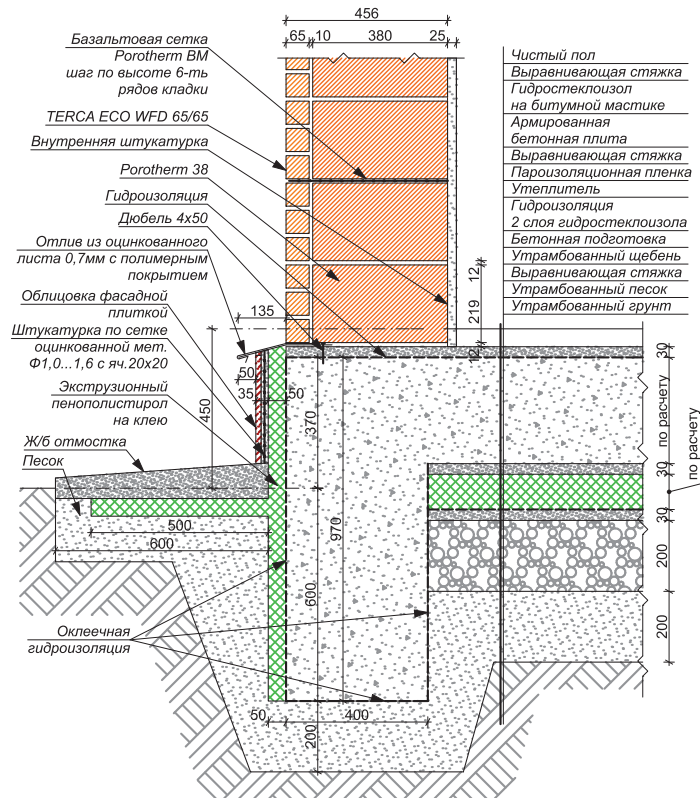 456
65 10 380 25
Базальтовая сетка
Porotherm BM
шаг по высоте 6-ть
рядов кладки
TERCA ECO WFD 65/65
Внутренняя штукатурка
Porotherm 38
Гидроизоляция
Дюбель 4x50
Отлив из оцинкованного
листа 0,7мм с полимерным
покрытием
Облицовка фасадной
плиткой
Штукатурка по сетке
оцинкованной мет.
Ф1,0...1,6 с яч.20х20
Экструзионный
пенополистирол
на клею
Ж/б отмостка
Песок
Оклеечная
гидроизоляция
Чистый пол
Выравнивающая стяжка
Гидростеклоизол
на битумной мастике
Армированная
бетонная плита
Выравнивающая стяжка
Пароизоляционная пленка
Утеплитель
Гидроизоляция
2 слоя гидростеклоизола
Бетонная подготовка
Утрамбованный щебень
Выравнивающая стяжка
Утрамбованный песок
Утрамбованный грунт
135
12
219
12
50
35
50
450
370
970
600
500
600
50
400
200
30
по расчету
30
30
200
200
по расчету